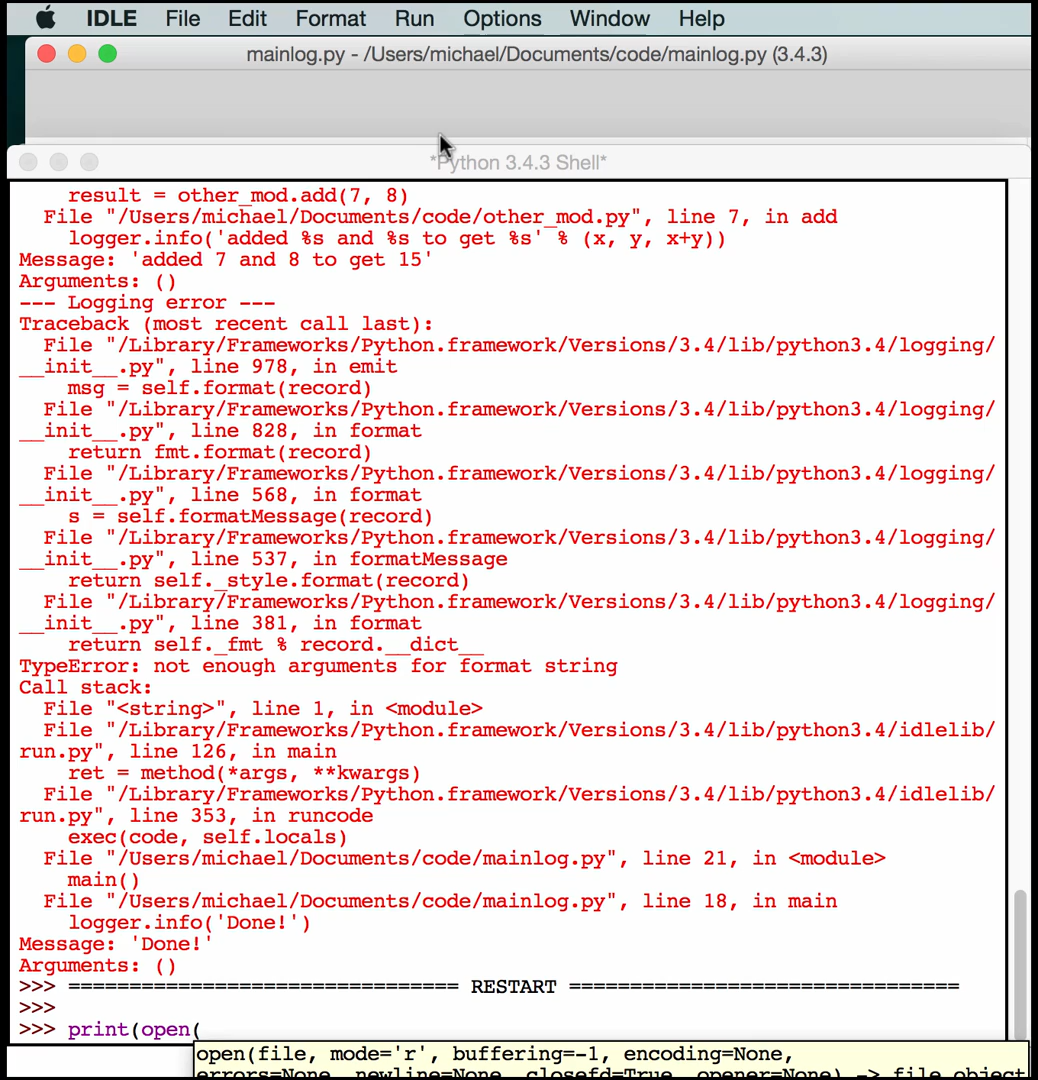 IDLE File Edit Format Run Options Window Help
mainlog.py - /Users/michael/Documents/code/mainlog.py (3.4.3)
*Python 3.4.3 Shell*
result = other_mod.add(7, 8)
File "/Users/michael/Documents/code/other_mod.py", line 7, in add
logger.info('added %s and %s to get %s' % (x, y, x+y))
Message: 'added 7 and 8 to get 15'
Arguments: ()
--- Logging error ---
Traceback (most recent call last):
File "/Library/Frameworks/Python.framework/Versions/3.4/lib/python3.4/logging/
__init__.py", line 978, in emit
msg = self.format(record)
File "/Library/Frameworks/Python.framework/Versions/3.4/lib/python3.4/logging/
__init__.py", line 828, in format
return fmt.format(record)
File "/Library/Frameworks/Python.framework/Versions/3.4/lib/python3.4/logging/
__init__.py", line 568, in format
s = self.formatMessage(record)
File "/Library/Frameworks/Python.framework/Versions/3.4/lib/python3.4/logging/
__init__.py", line 537, in formatMessage
return self._style.format(record)
File "/Library/Frameworks/Python.framework/Versions/3.4/lib/python3.4/logging/
__init__.py", line 381, in format
return self._fmt % record.__dict__
TypeError: not enough arguments for format string
Call stack:
File "<string>", line 1, in <module>
File "/Library/Frameworks/Python.framework/Versions/3.4/lib/python3.4/idlelib/
run.py", line 126, in main
ret = method(*args, **kwargs)
File "/Library/Frameworks/Python.framework/Versions/3.4/lib/python3.4/idlelib/
run.py", line 353, in runcode
exec(code, self.locals)
File "/Users/michael/Documents/code/mainlog.py", line 21, in <module>
main()
File "/Users/michael/Documents/code/mainlog.py", line 18, in main
logger.info('Done!')
Message: 'Done!'
Arguments: ()
>>> ================================ RESTART ================================
>>>
>>> print(open(
open(file, mode='r', buffering=-1, encoding=None,
errors=None, newline=None, closefd=True, opener=None) -> file object